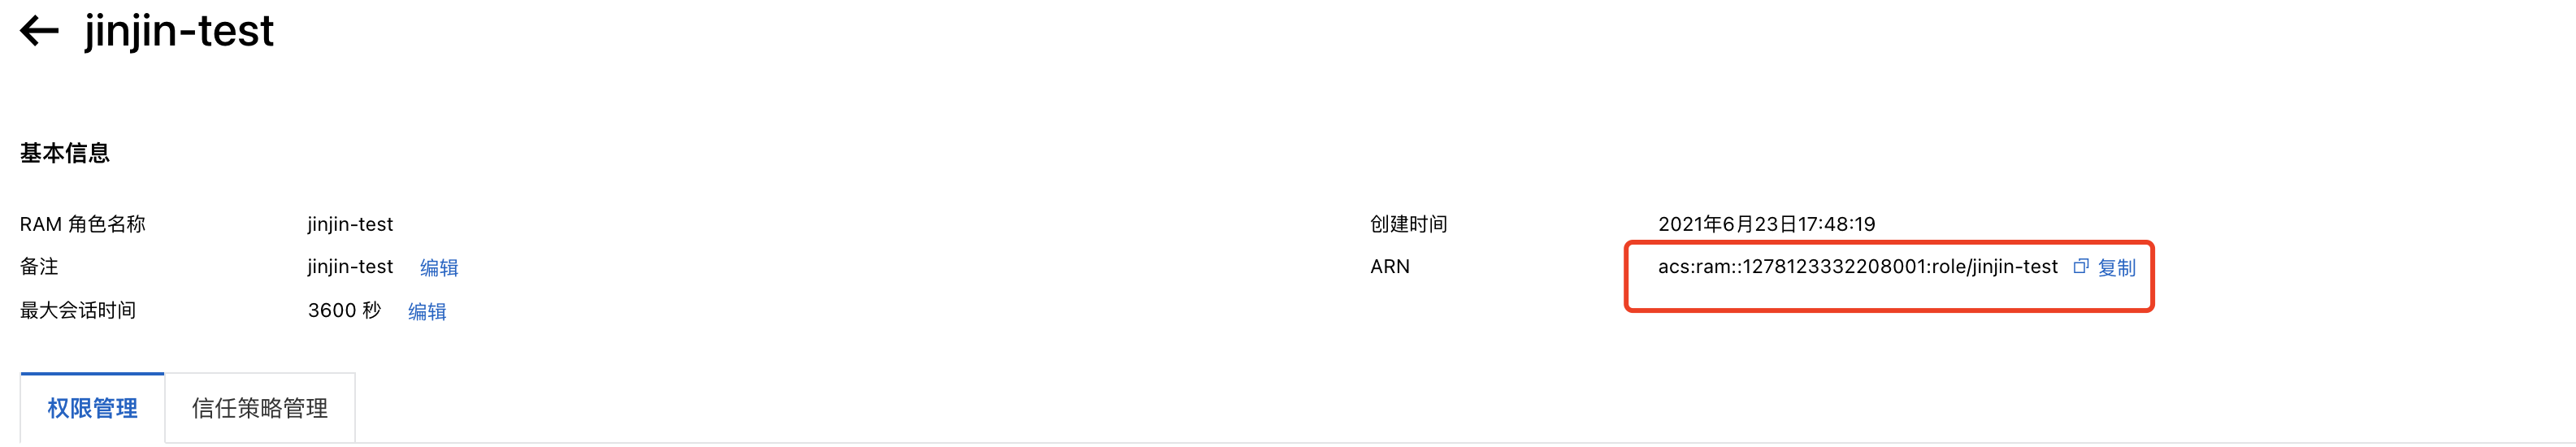 jinjin-test
基本信息
RAM 角色名称 jinjin-test 创建时间 2021年6月23日17:48:19
备注 jinjin-test 编辑 ARN acs:ram::1278123332208001:role/jinjin-test 复制
最大会话时间 3600 秒 编辑
权限管理 信任策略管理